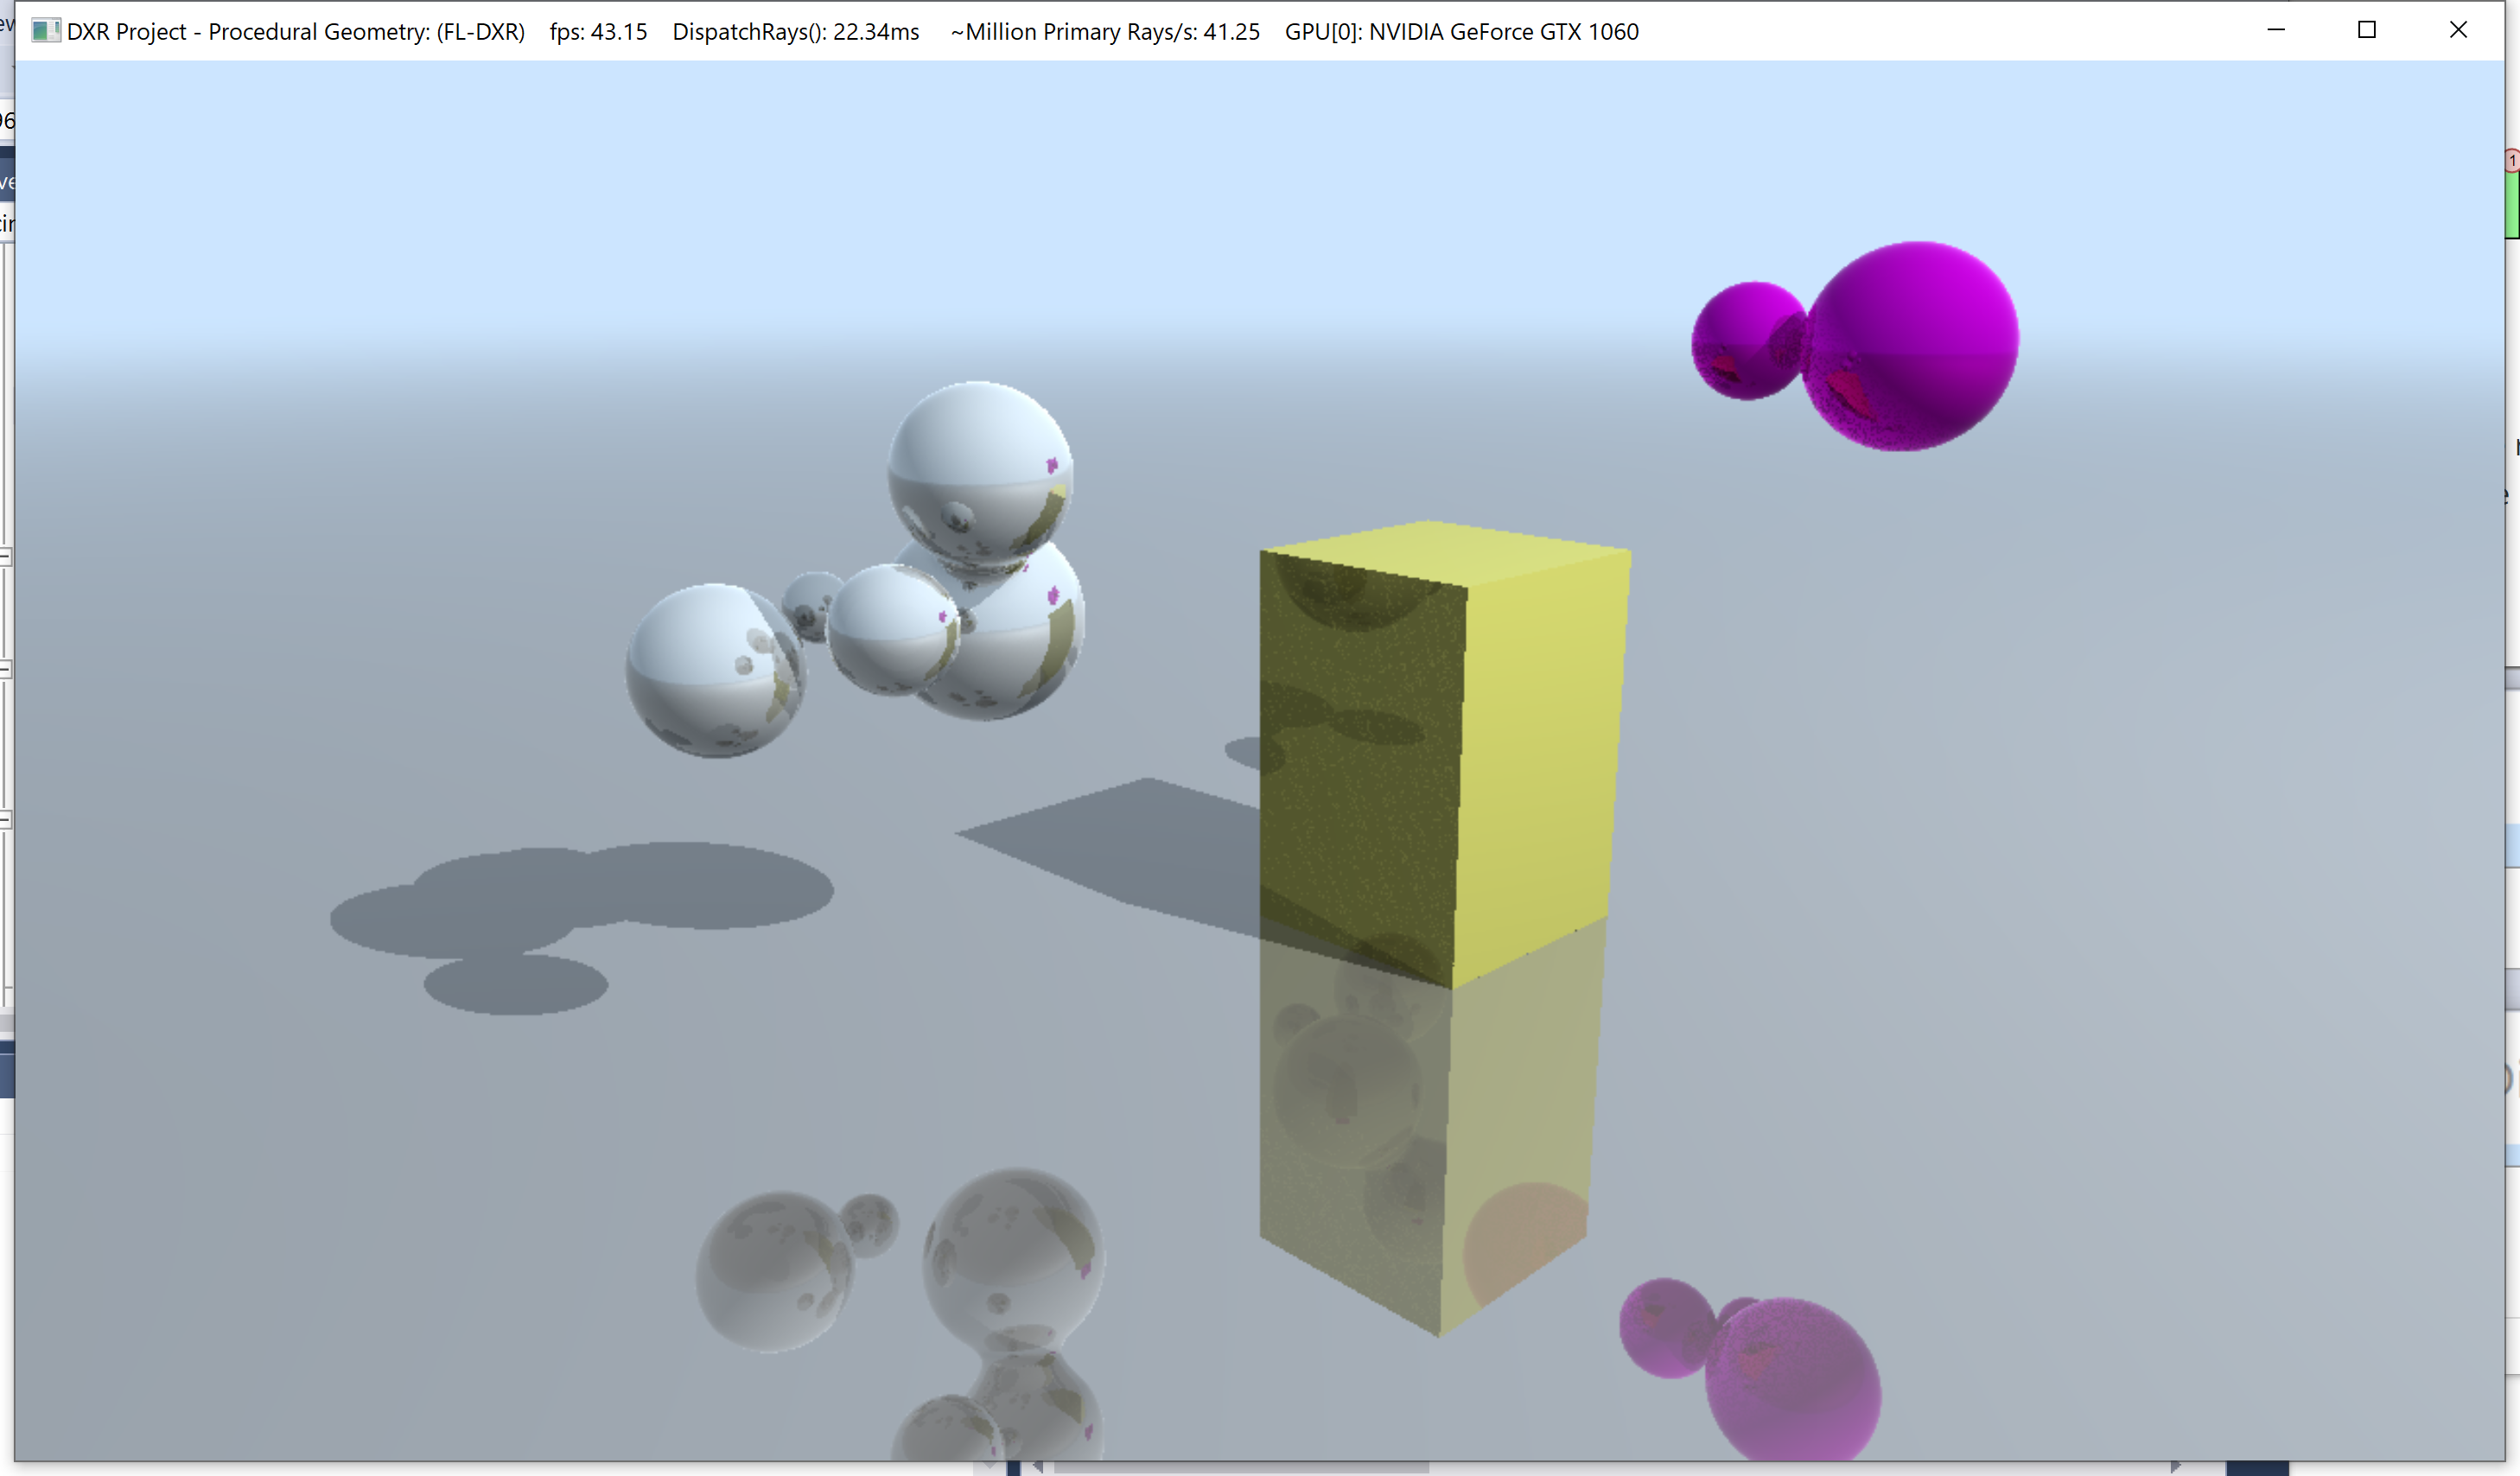 DXR Project - Procedural Geometry: (FL-DXR)    fps: 43.15    DispatchRays(): 22.34ms    ~Million Primary Rays/s: 41.25    GPU[0]: NVIDIA GeForce GTX 1060
1